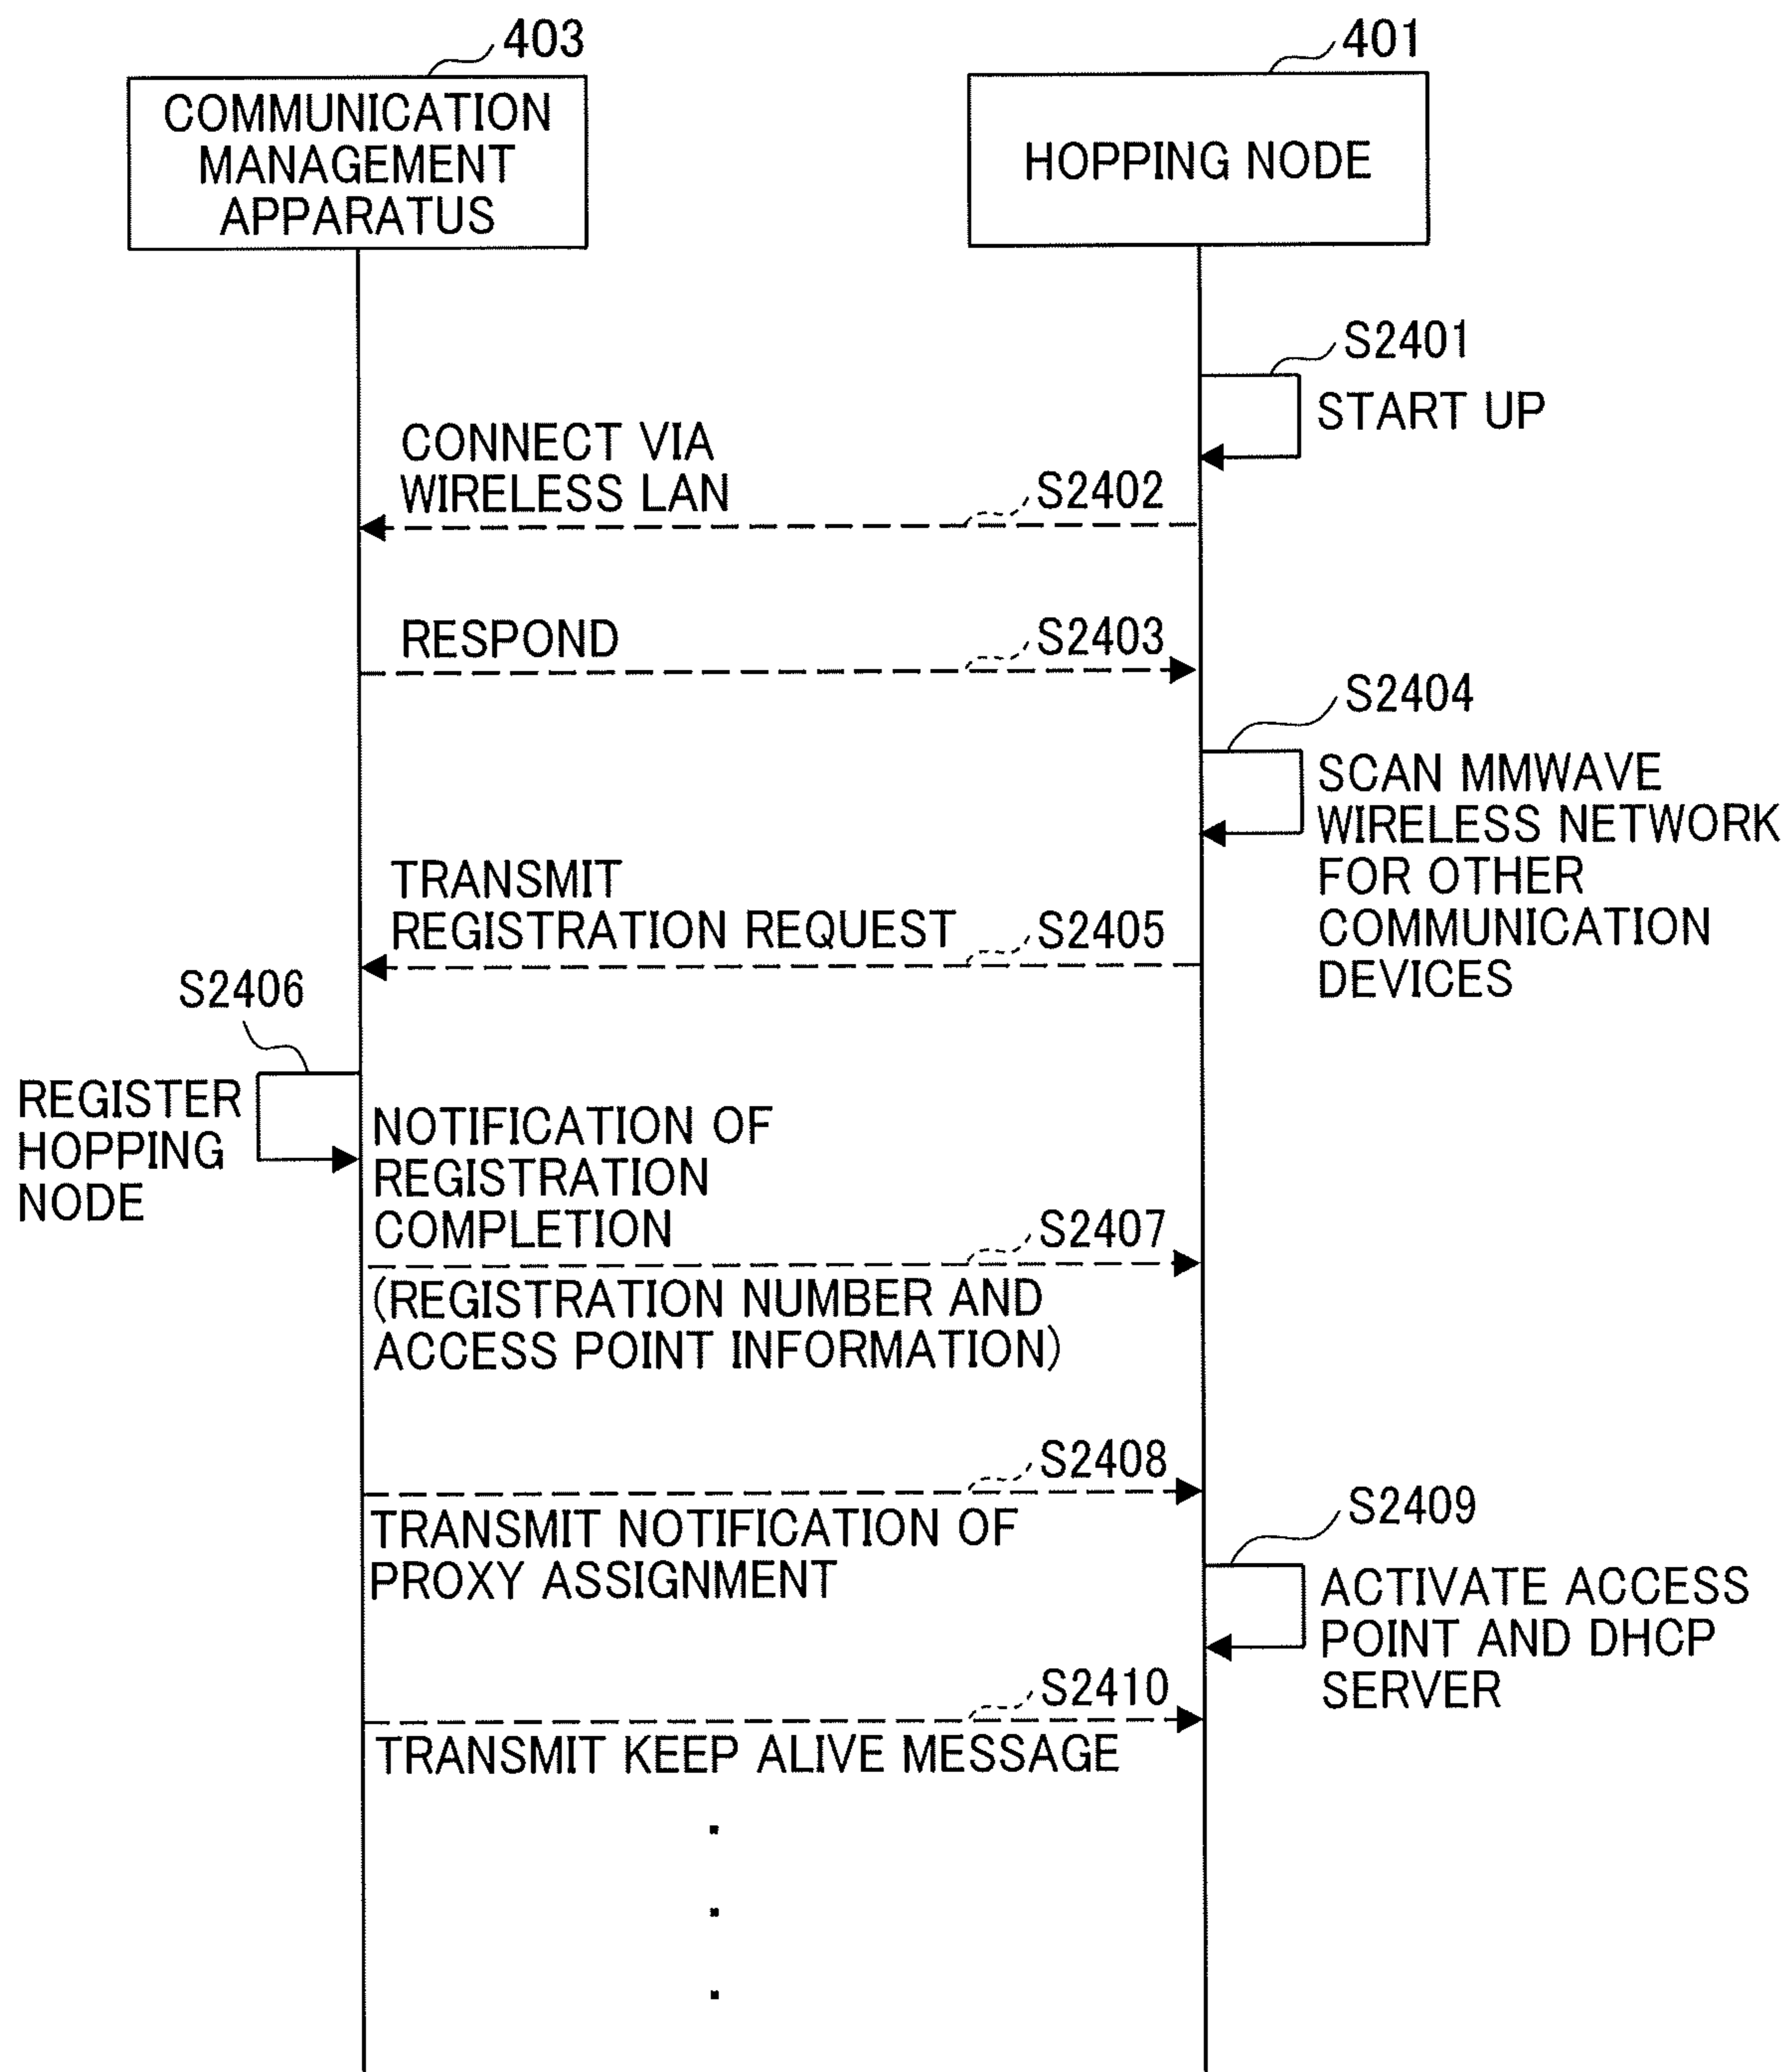 403
COMMUNICATION
MANAGEMENT
APPARATUS
401
HOPPING NODE
S2401
START UP
CONNECT VIA
WIRELESS LAN
S2402
RESPOND
S2403
S2404
SCAN MMWAVE
WIRELESS NETWORK
FOR OTHER
COMMUNICATION
DEVICES
TRANSMIT
REGISTRATION REQUEST
S2405
S2406
REGISTER
HOPPING
NODE
NOTIFICATION OF
REGISTRATION
COMPLETION
S2407
(REGISTRATION NUMBER AND
ACCESS POINT INFORMATION)
S2408
TRANSMIT NOTIFICATION OF
PROXY ASSIGNMENT
S2409
ACTIVATE ACCESS
POINT AND DHCP
SERVER
S2410
TRANSMIT KEEP ALIVE MESSAGE